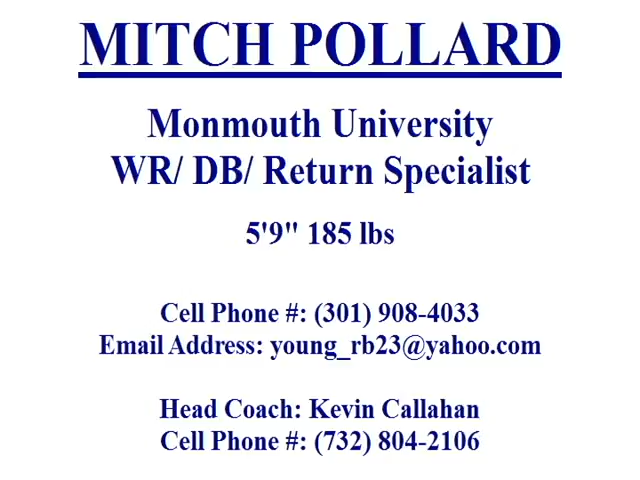 MITCH POLLARD
Monmouth University
WR/ DB/ Return Specialist
5'9" 185 lbs
Cell Phone #: (301) 908-4033
Email Address: young_rb23@yahoo.com
Head Coach: Kevin Callahan
Cell Phone #: (732) 804-2106